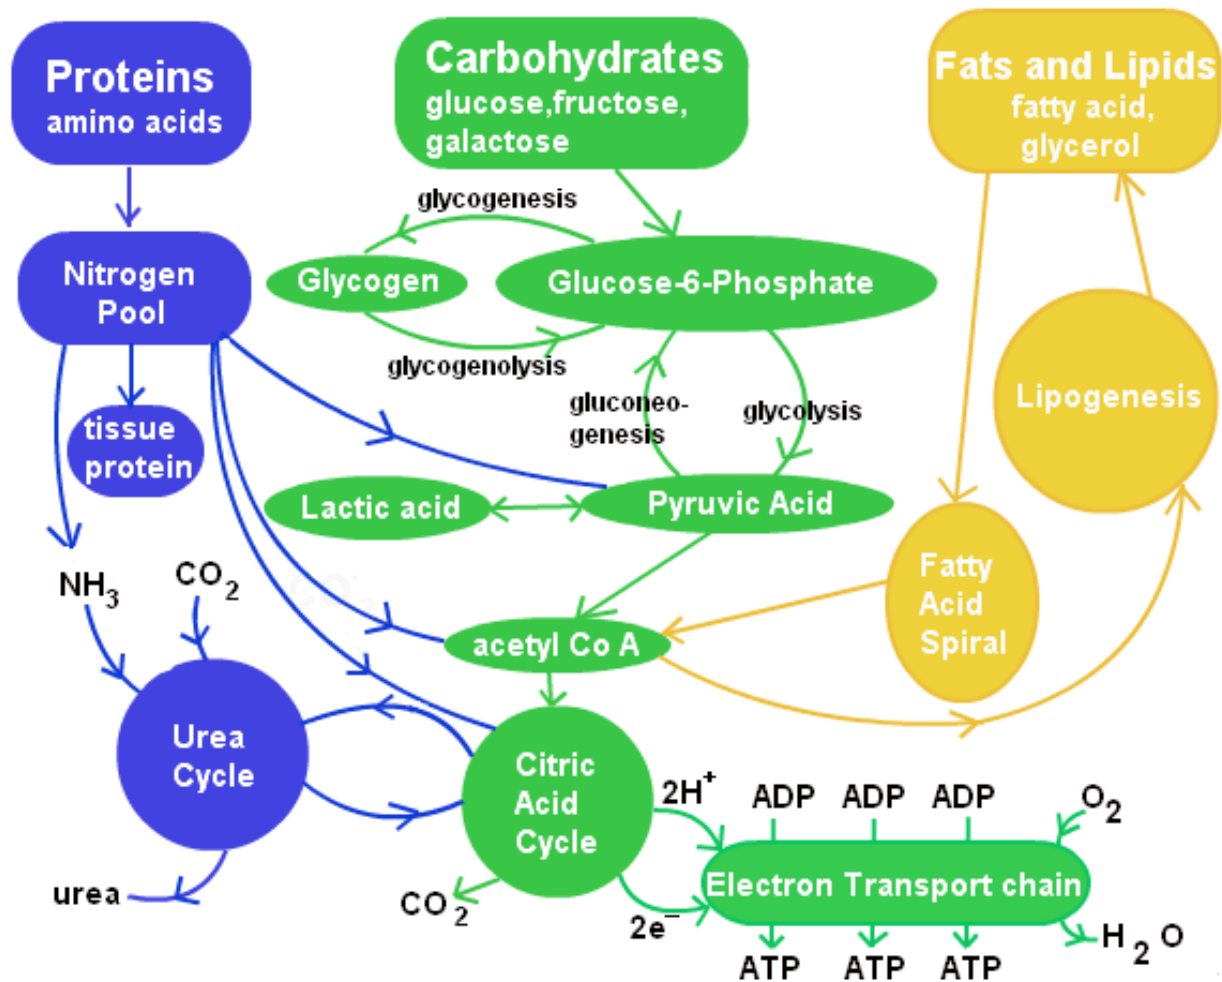 Proteins
amino acids
Carbohydrates
glucose,fructose,
galactose
Fats and Lipids
fatty acid,
glycerol
glycogenesis
Nitrogen
Pool
Glycogen
Glucose-6-Phosphate
glycogenolysis
gluconeo-
genesis
glycolysis
Lipogenesis
tissue
protein
Lactic acid
Pyruvic Acid
NH3
CO2
Fatty
Acid
Spiral
acetyl Co A
Urea
Cycle
Citric
Acid
Cycle
2H+
ADP
ADP
ADP
O2
urea
CO2
2e−
Electron Transport chain
H2O
ATP
ATP
ATP